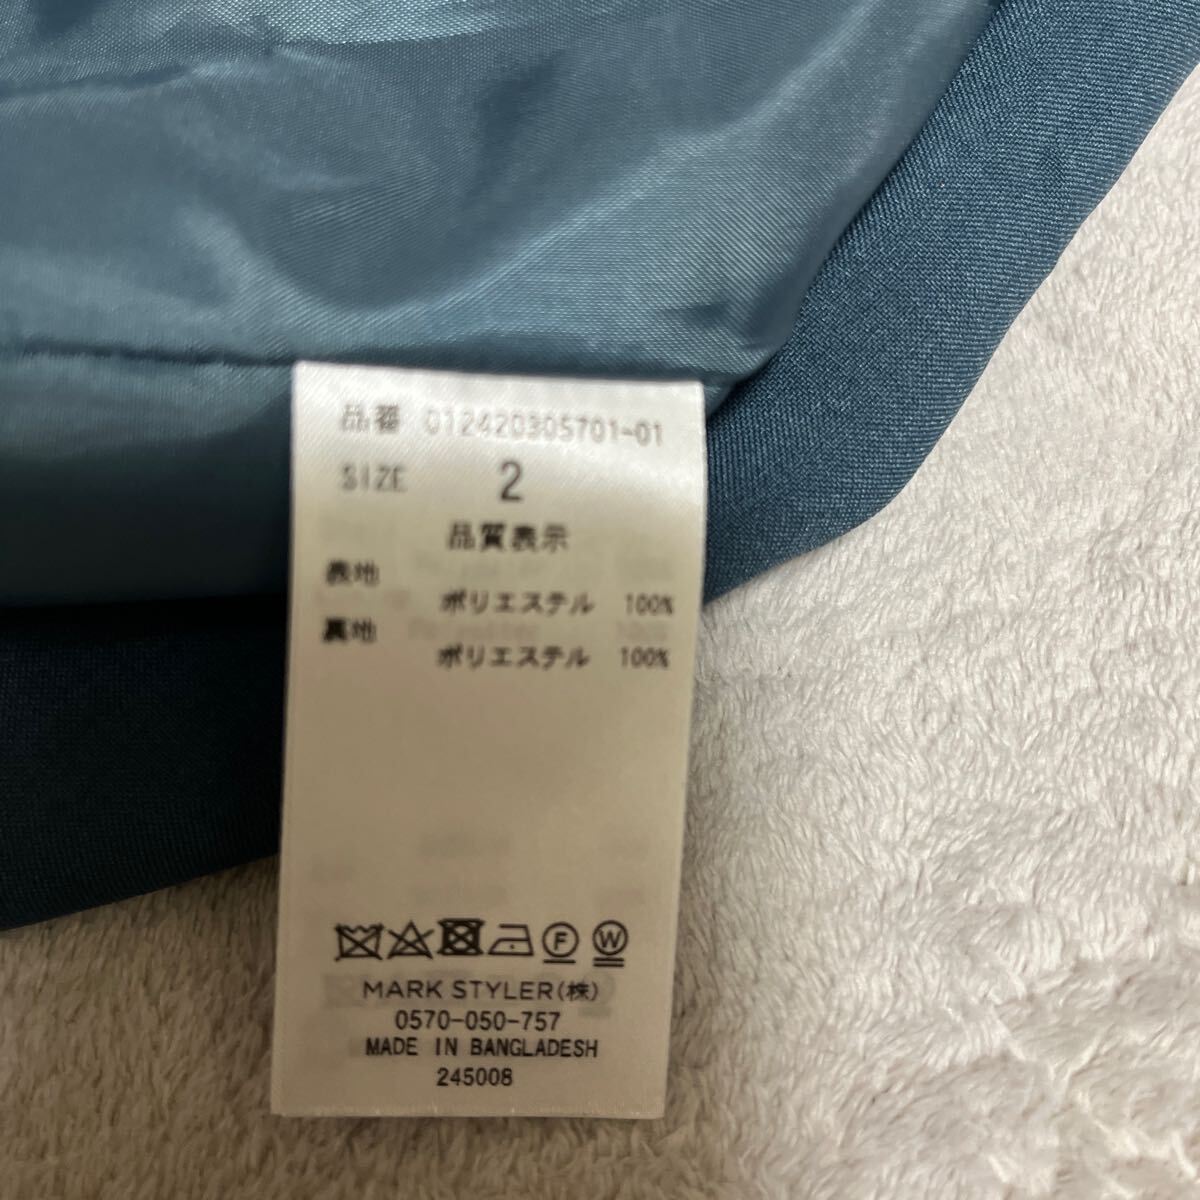 品番 012420305701-01
SIZE 2
品質表示
表地
ポリエステル 100%
裏地
ポリエステル 100%
F W
MARK STYLER(株)
0570-050-757
MADE IN BANGLADESH
245008